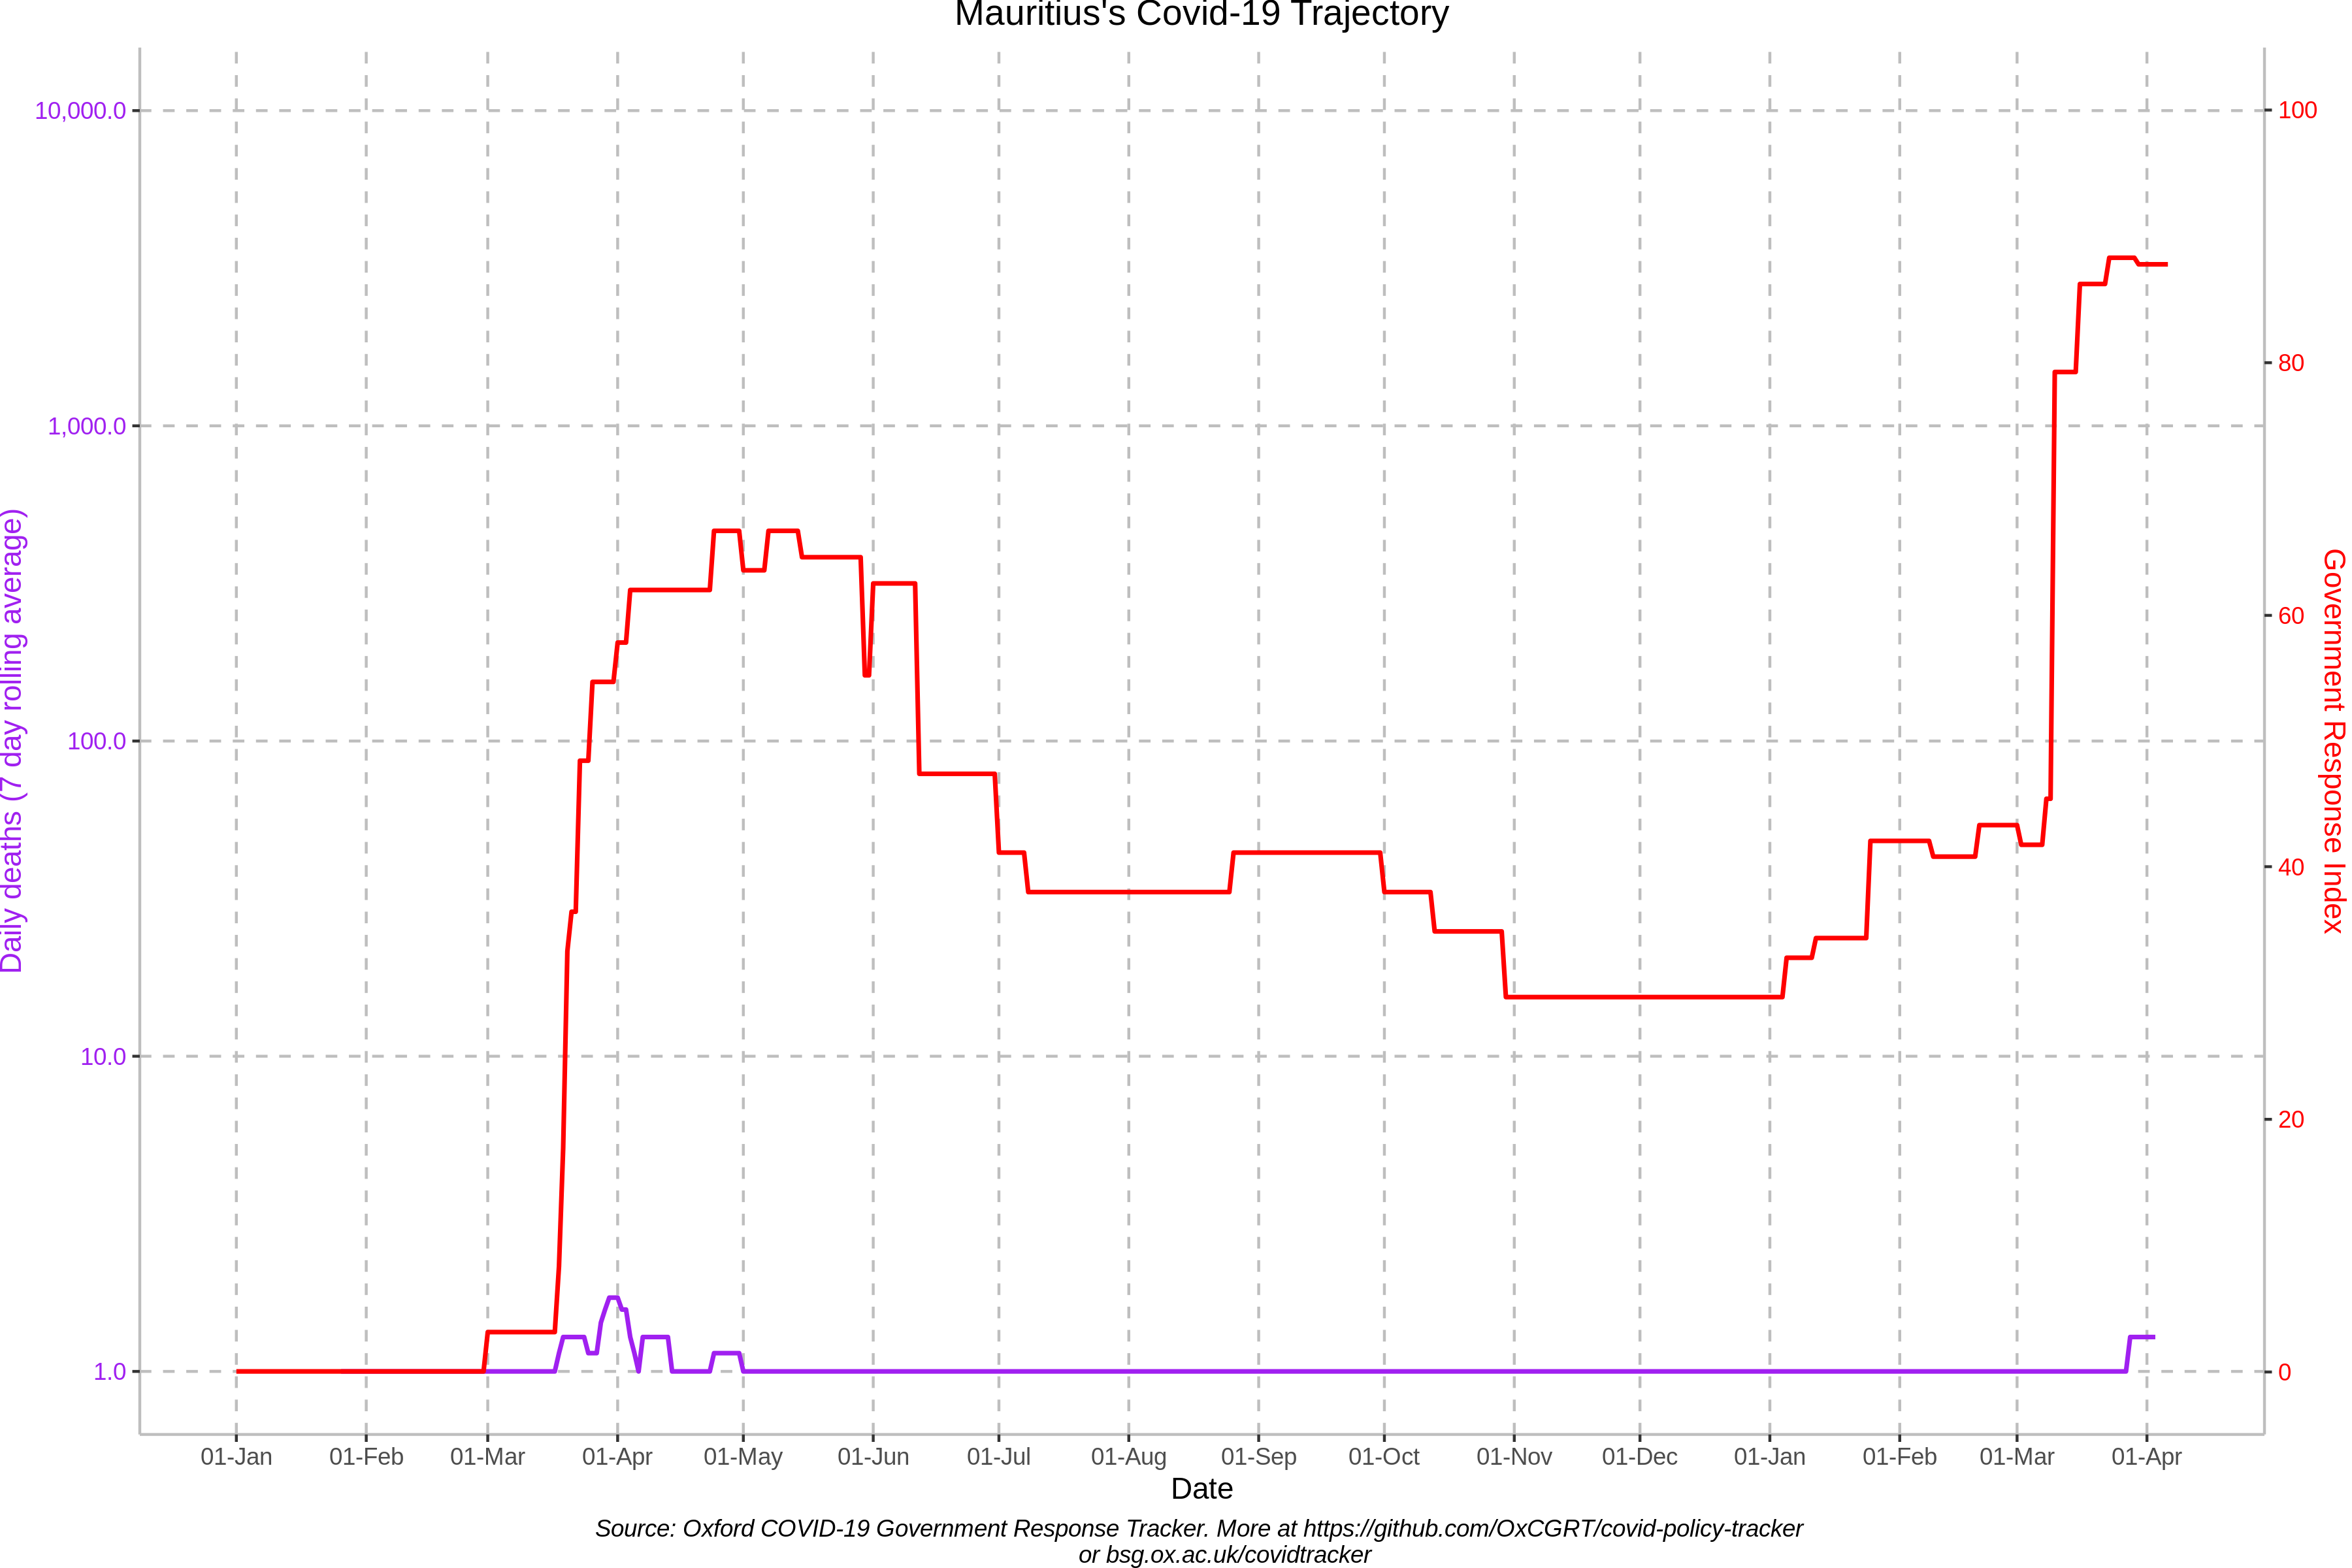 Mauritius's Covid-19 Trajectory
10,000.0
1,000.0
100.0
10.0
1.0
Daily deaths (7 day rolling average)
100
80
60
40
20
0
Government Response Index
01-Jan 01-Feb 01-Mar 01-Apr 01-May 01-Jun 01-Jul 01-Aug 01-Sep 01-Oct 01-Nov 01-Dec 01-Jan 01-Feb 01-Mar 01-Apr
Date
Source: Oxford COVID-19 Government Response Tracker. More at https://github.com/OxCGRT/covid-policy-tracker
or bsg.ox.ac.uk/covidtracker